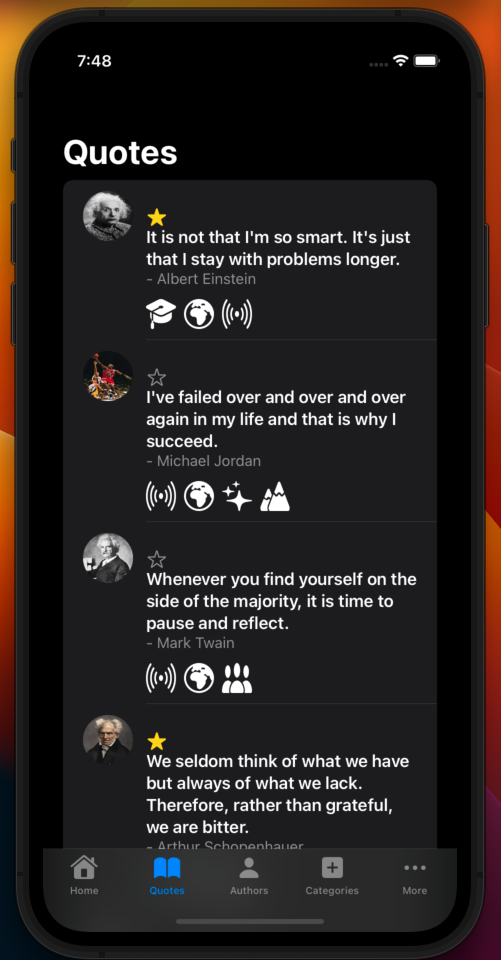 7:48
Quotes
It is not that I'm so smart. It's just
that I stay with problems longer.
- Albert Einstein
I've failed over and over and over
again in my life and that is why I
succeed.
- Michael Jordan
Whenever you find yourself on the
side of the majority, it is time to
pause and reflect.
- Mark Twain
We seldom think of what we have
but always of what we lack.
Therefore, rather than grateful,
we are bitter.
- Arthur Schopenhauer
Home
Quotes
Authors
Categories
More